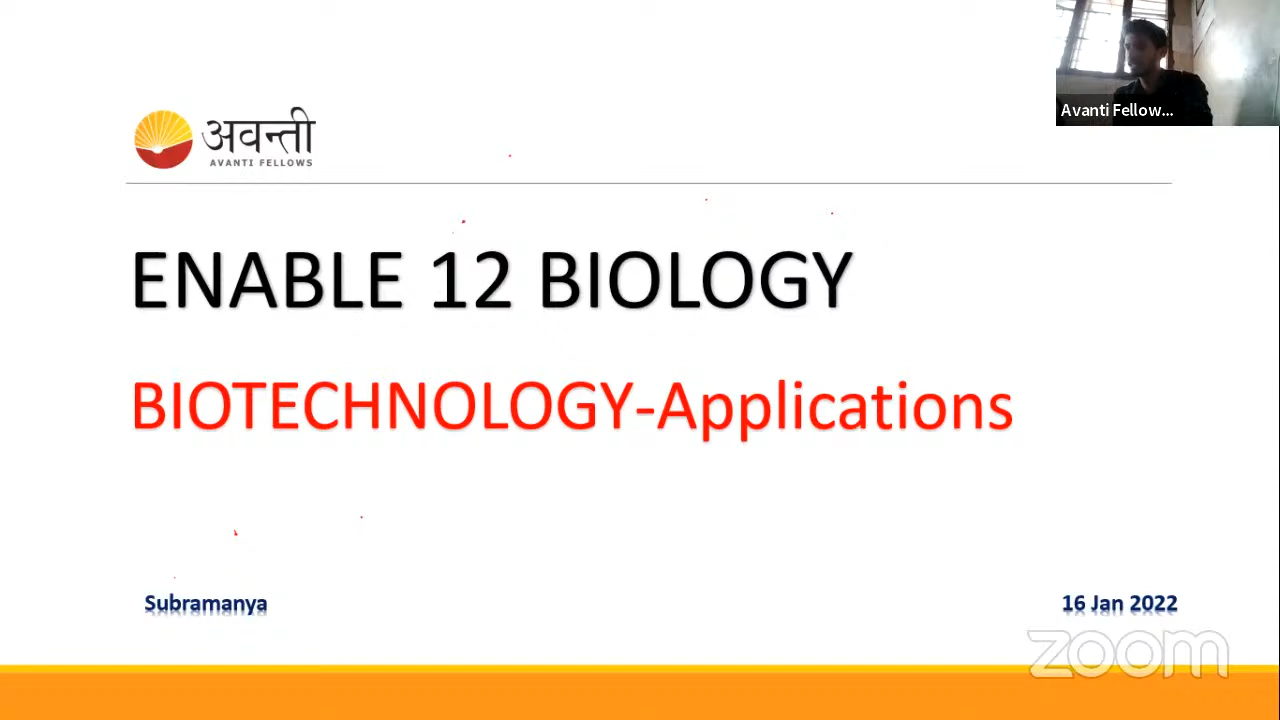 Avanti Fellow...
अवन्ती
AVANTI FELLOWS
ENABLE 12 BIOLOGY
BIOTECHNOLOGY-Applications
Subramanya
16 Jan 2022
zoom